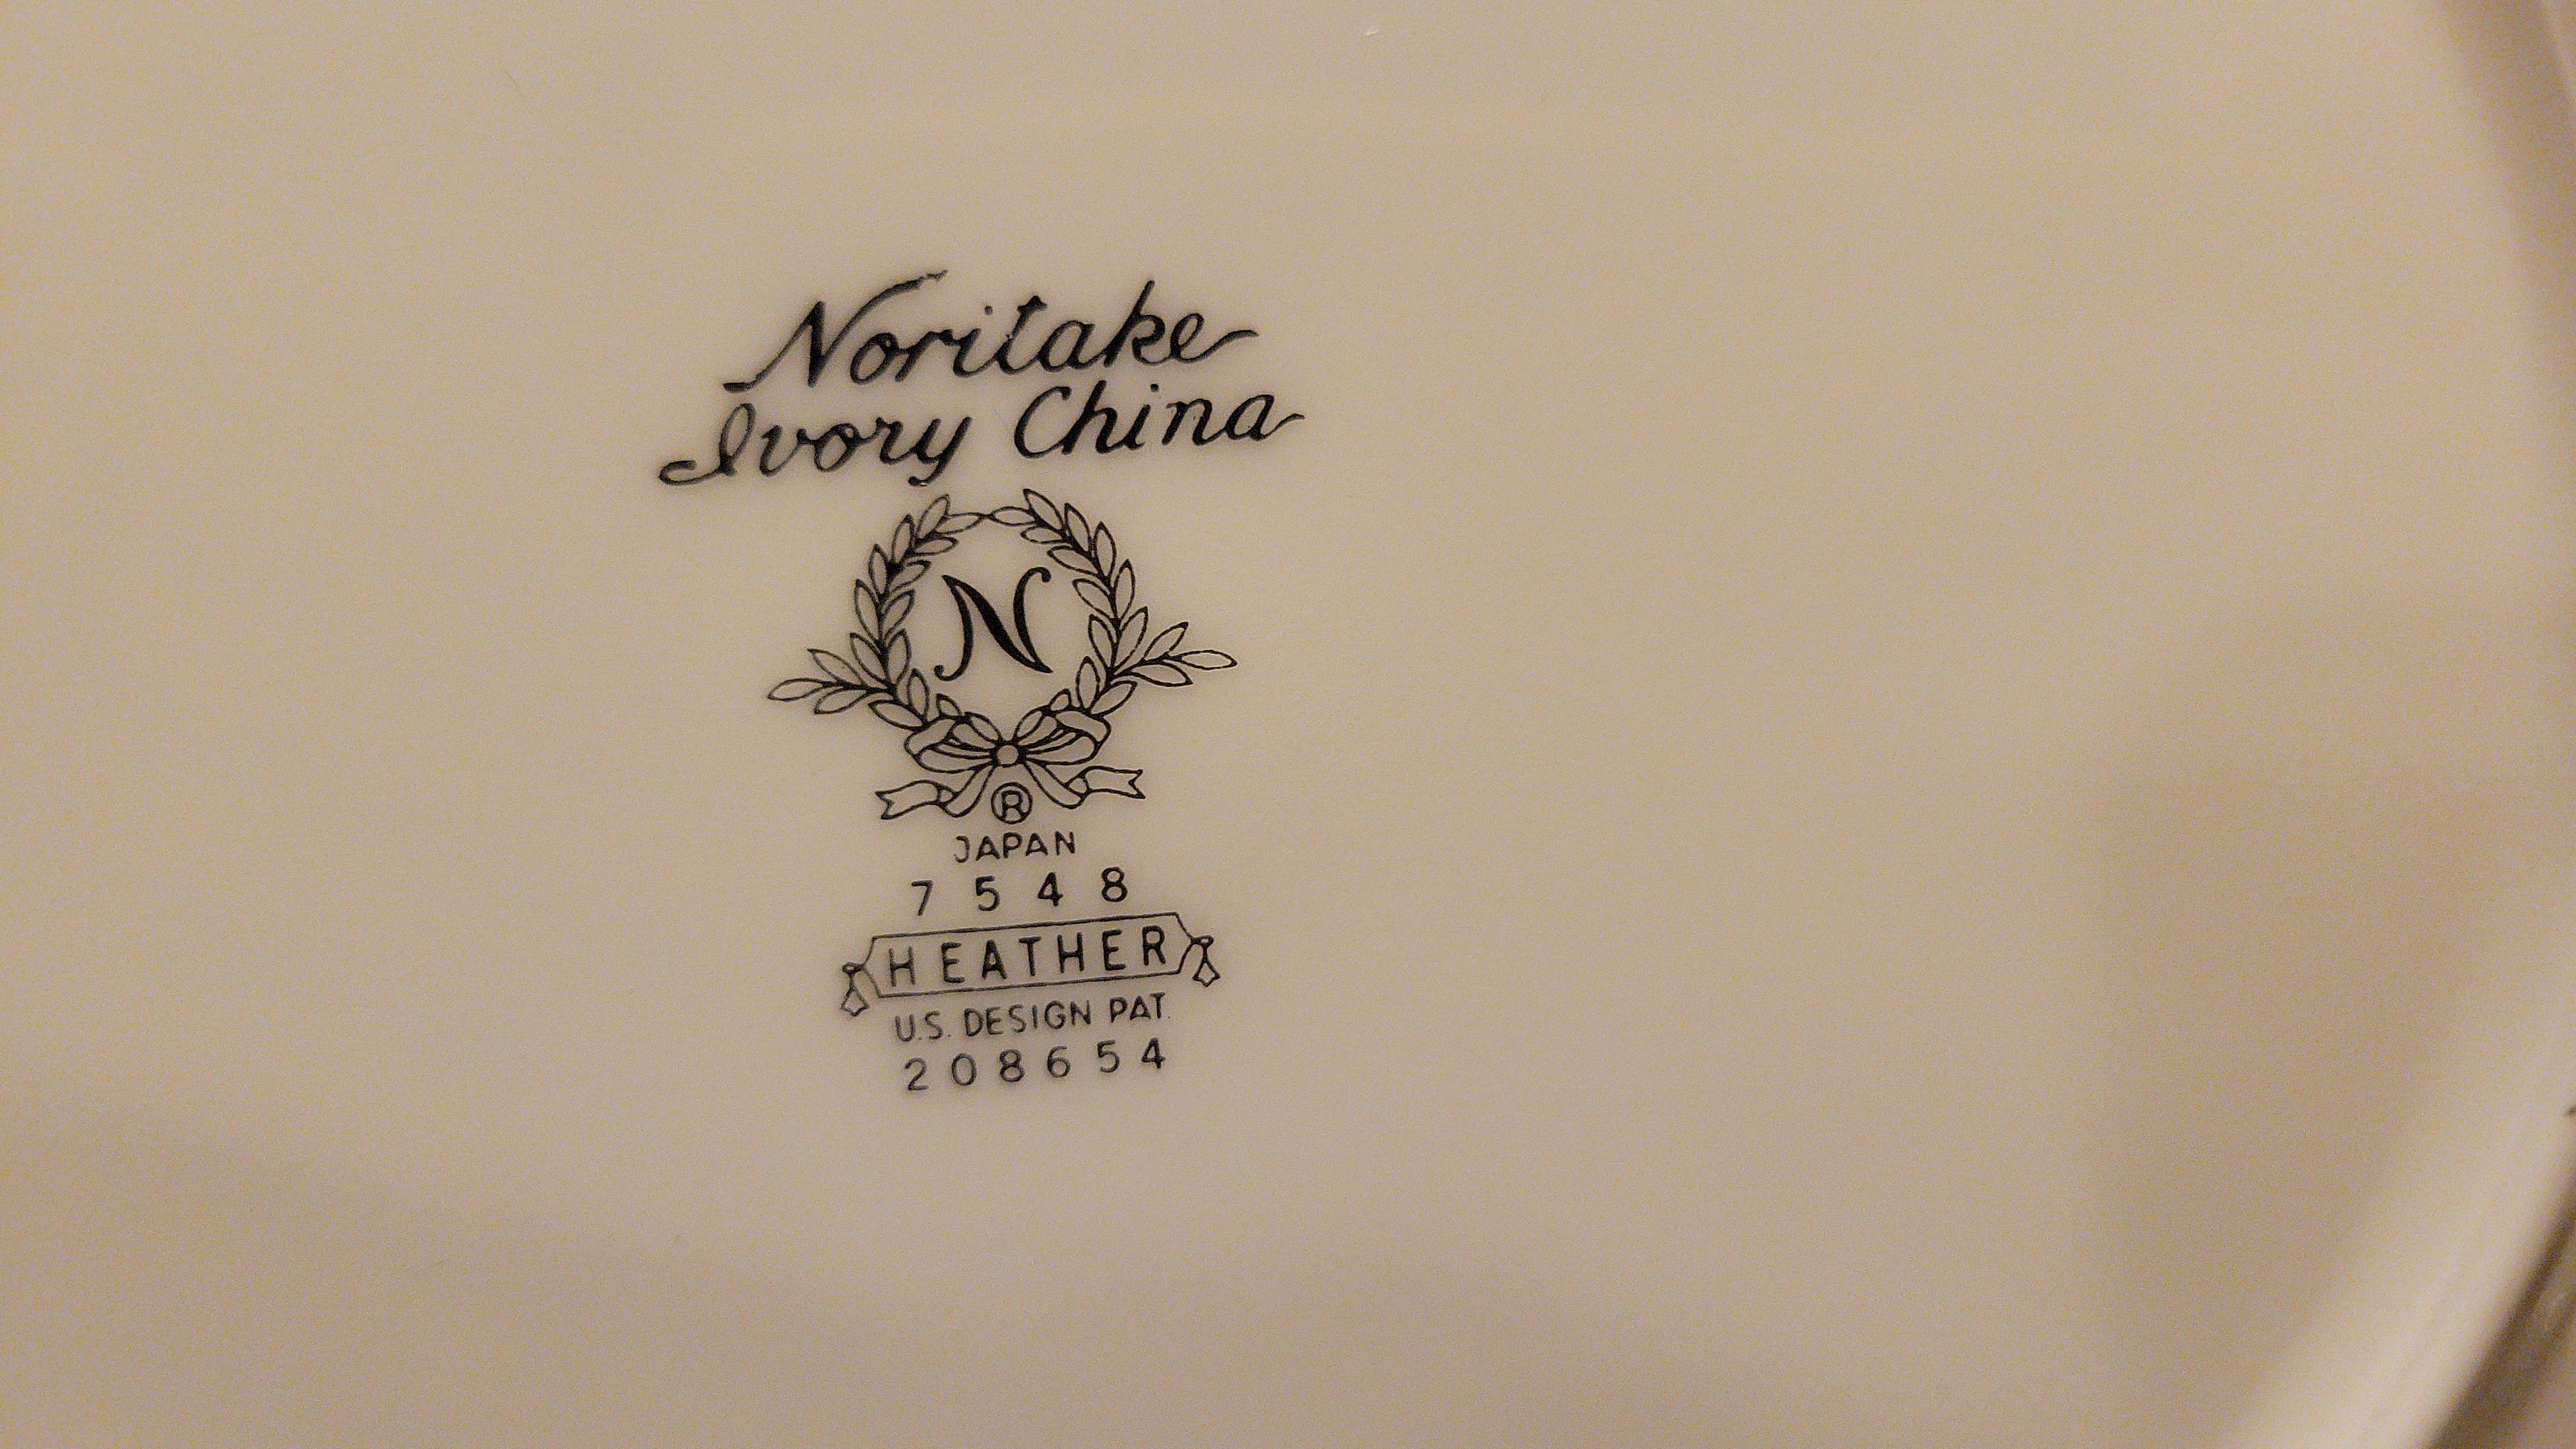 Noritake
Ivory China
N
®
JAPAN
7548
HEATHER
U.S. DESIGN PAT.
208654